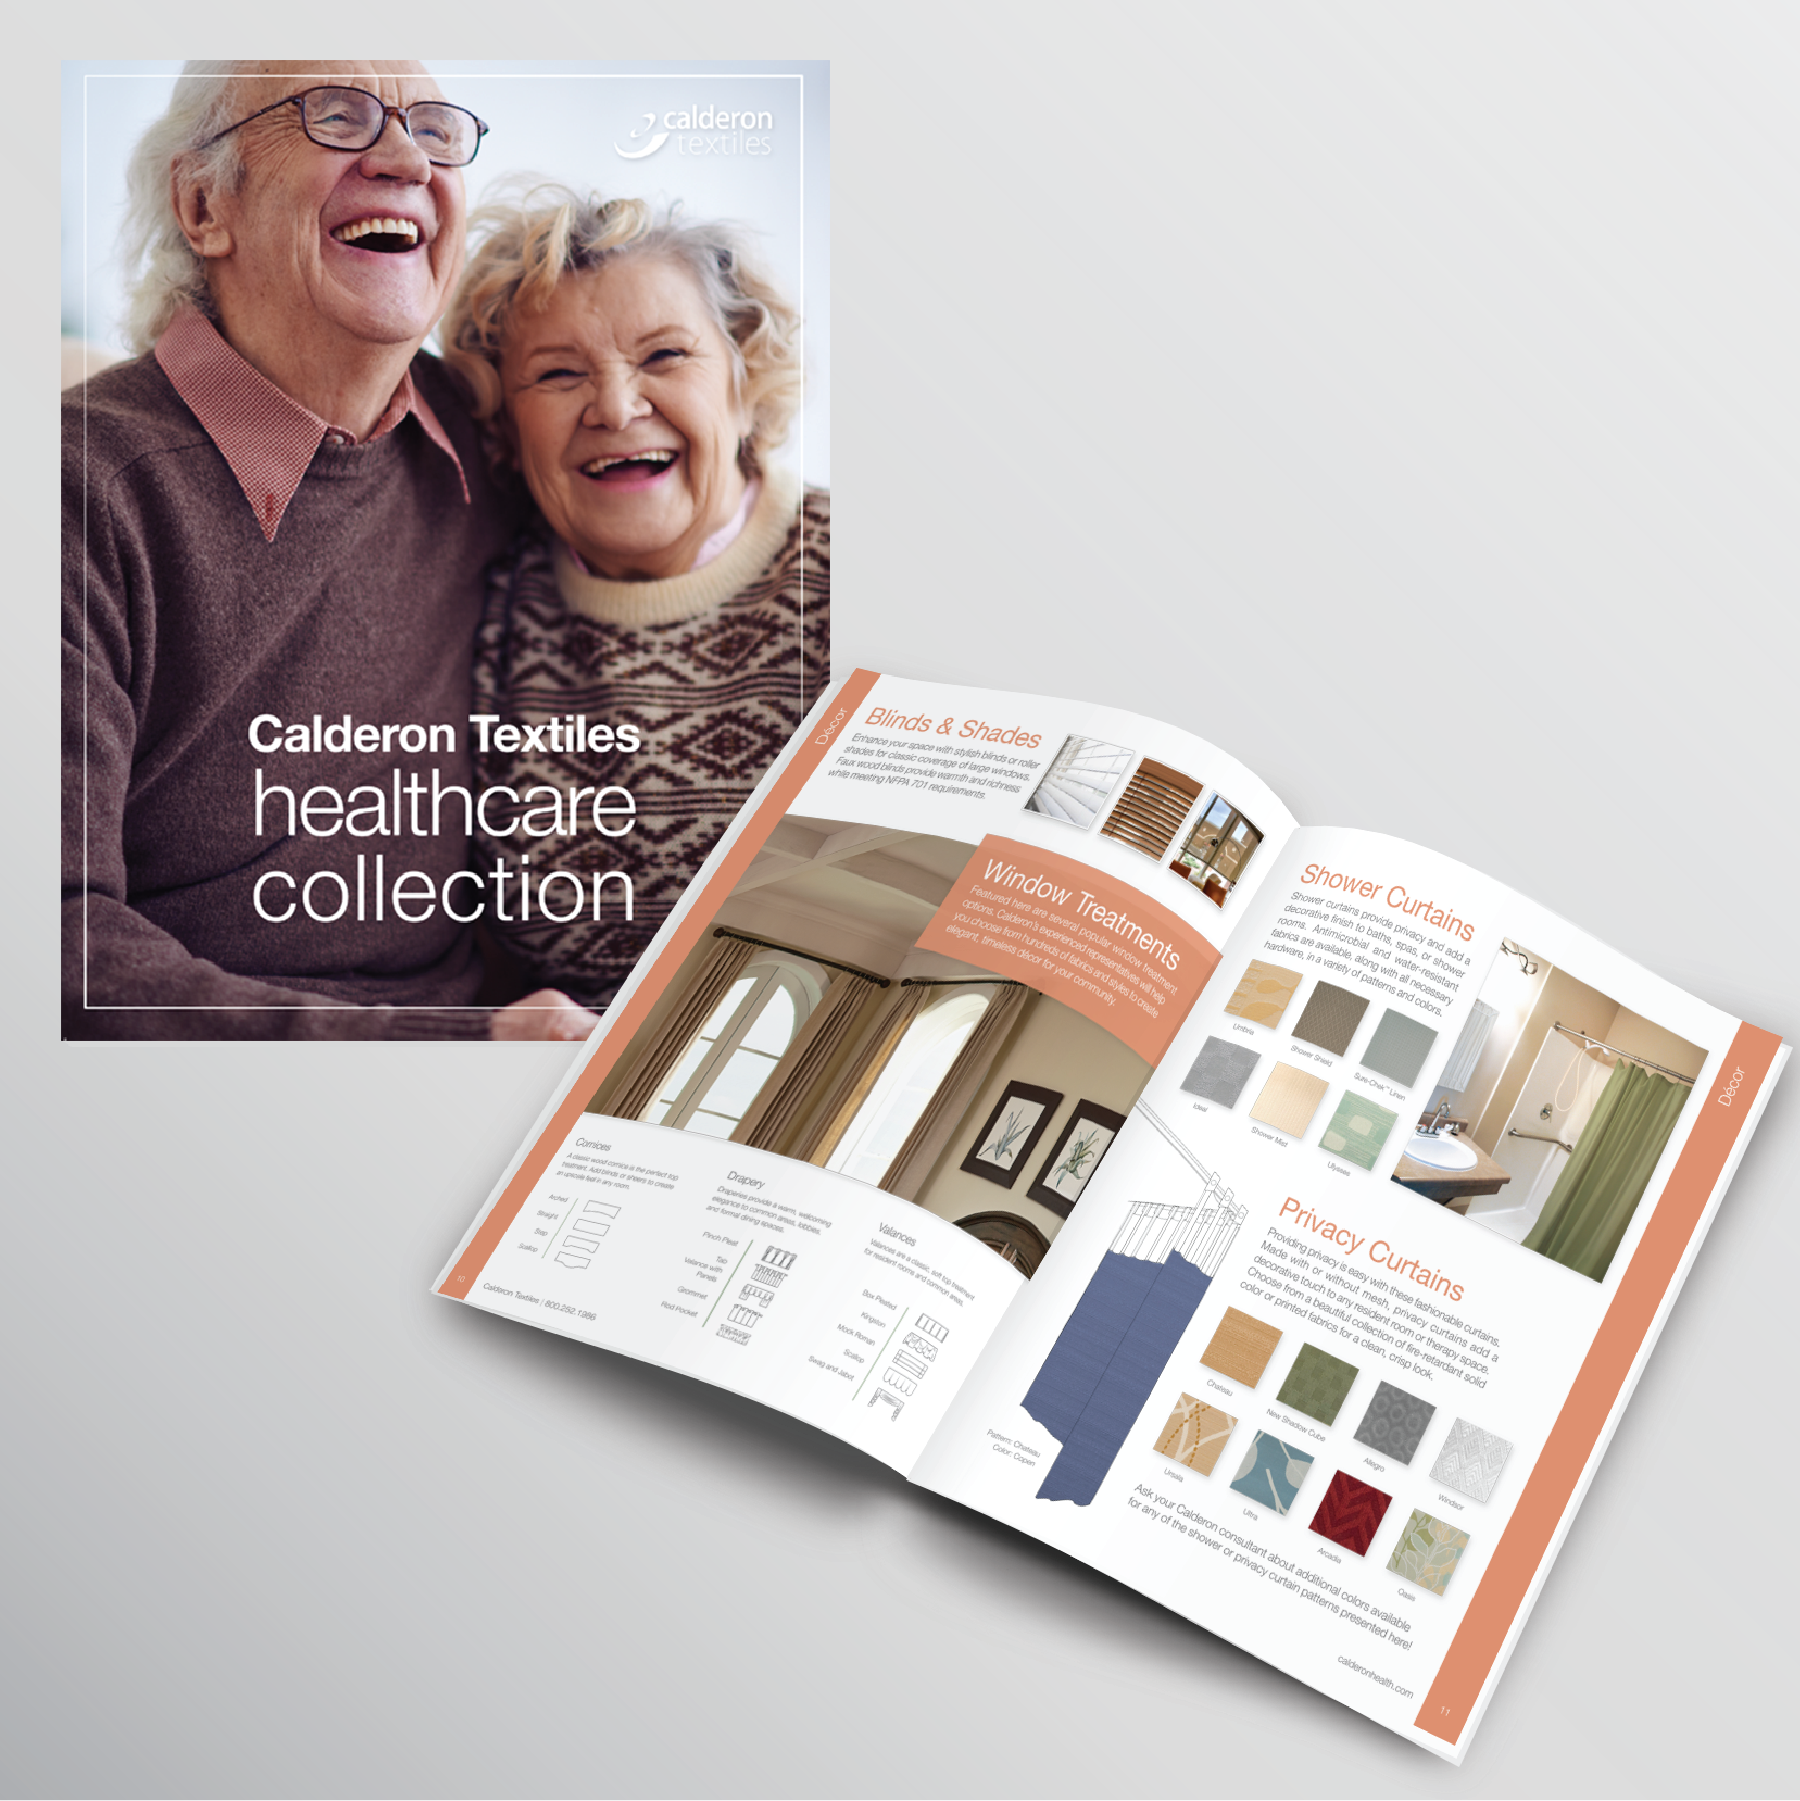 calderon
textiles
Calderon Textiles
healthcare
collection
Décor
Blinds & Shades
Enhance your space with stylish blinds or roller
shades for classic coverage of large windows.
Faux wood blinds provide warmth and richness
while meeting NFPA 701 requirements.
Window Treatments
Featured here are several popular window treatment
options. Calderon's experienced representatives will help
you choose from hundreds of fabrics and styles to create
elegant, timeless décor for your community.
Cornices
A classic wood cornice is the perfect top
treatment. Add blinds or sheers to create
an upscale feel in any room.
Arched
Straight
Step
Scallop
Drapery
Draperies provide a warm, welcoming
elegance to common areas, lobbies,
and formal dining spaces.
Pinch Pleat
Tab
Valance with
Panels
Grommet
Rod Pocket
Valances
Valances are a classic, soft top treatment
for resident rooms and common areas.
Box Pleated
Kingston
Mock Roman
Scallop
Swag and Jabot
10
Calderon Textiles | 800.252.1986
Shower Curtains
Shower curtains provide privacy and add a
decorative finish to baths, spas, or shower
rooms. Antimicrobial and water-resistant
fabrics are available, along with all necessary
hardware, in a variety of patterns and colors.
Umbria
Shower Shield
Sure-Chek™ Linen
Ideal
Shower Mist
Ulysses
Décor
Privacy Curtains
Providing privacy is easy with these fashionable curtains.
Made with or without mesh, privacy curtains add a
decorative touch to any resident room or therapy space.
Choose from a beautiful collection of fire-retardant solid
color or printed fabrics for a clean, crisp look.
Chateau
New Shadow Cube
Allegro
Windsor
Ursala
Ultra
Arcadia
Oasis
Pattern: Chateau
Color: Copen
Ask your Calderon consultant about additional colors available
for any of the shower or privacy curtain patterns presented here!
calderonhealth.com
11